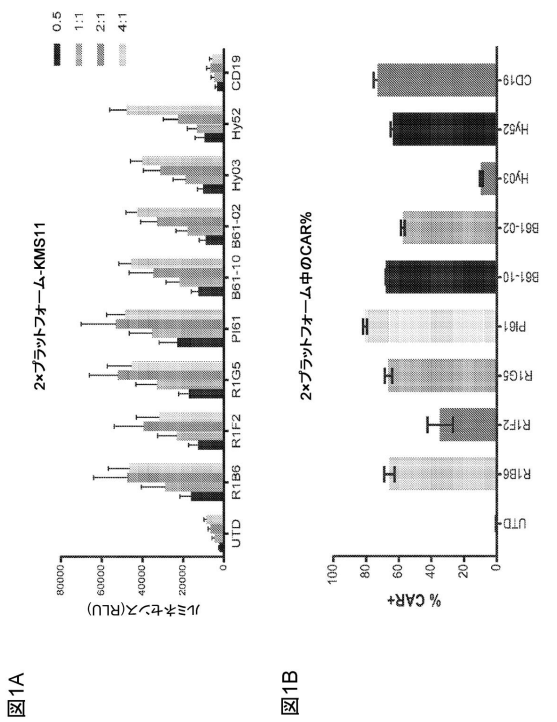 図1A
2×プラットフォーム-KMS11
0.5
1:1
2:1
4:1
ルミネセンス(RLU)
80000
60000
40000
20000
0
UTD
R1B6
R1F2
R1G5
PI61
B61-10
B61-02
Hy03
Hy52
CD19
図1B
2×プラットフォーム中のCAR%
% CAR+
100
80
60
40
20
0
UTD
R1B6
R1F2
R1G5
PI61
B61-10
B61-02
Hy03
Hy52
CD19